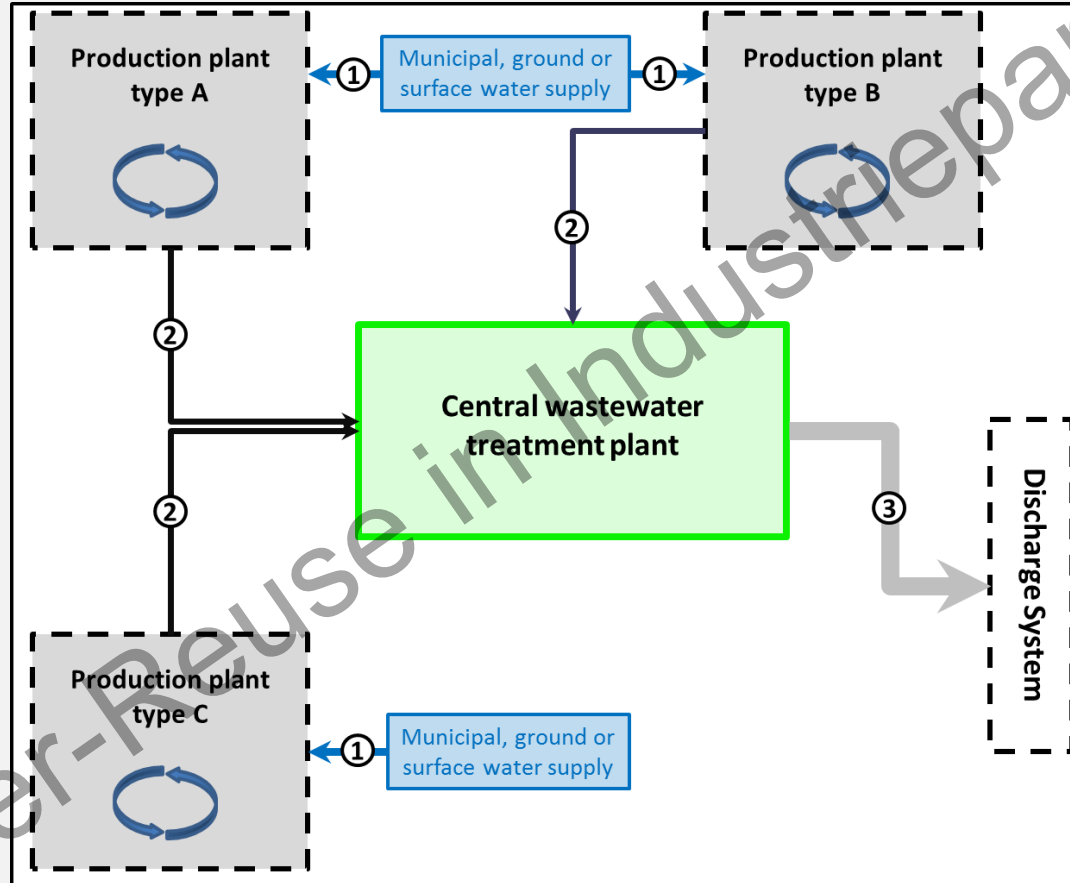 Production plant
type A
1
Municipal, ground or
surface water supply
1
Production plant
type B
2
2
Central wastewater
treatment plant
3
Discharge System
2
Production plant
type C
1
Municipal, ground or
surface water supply
er-Reuse in Industriepar